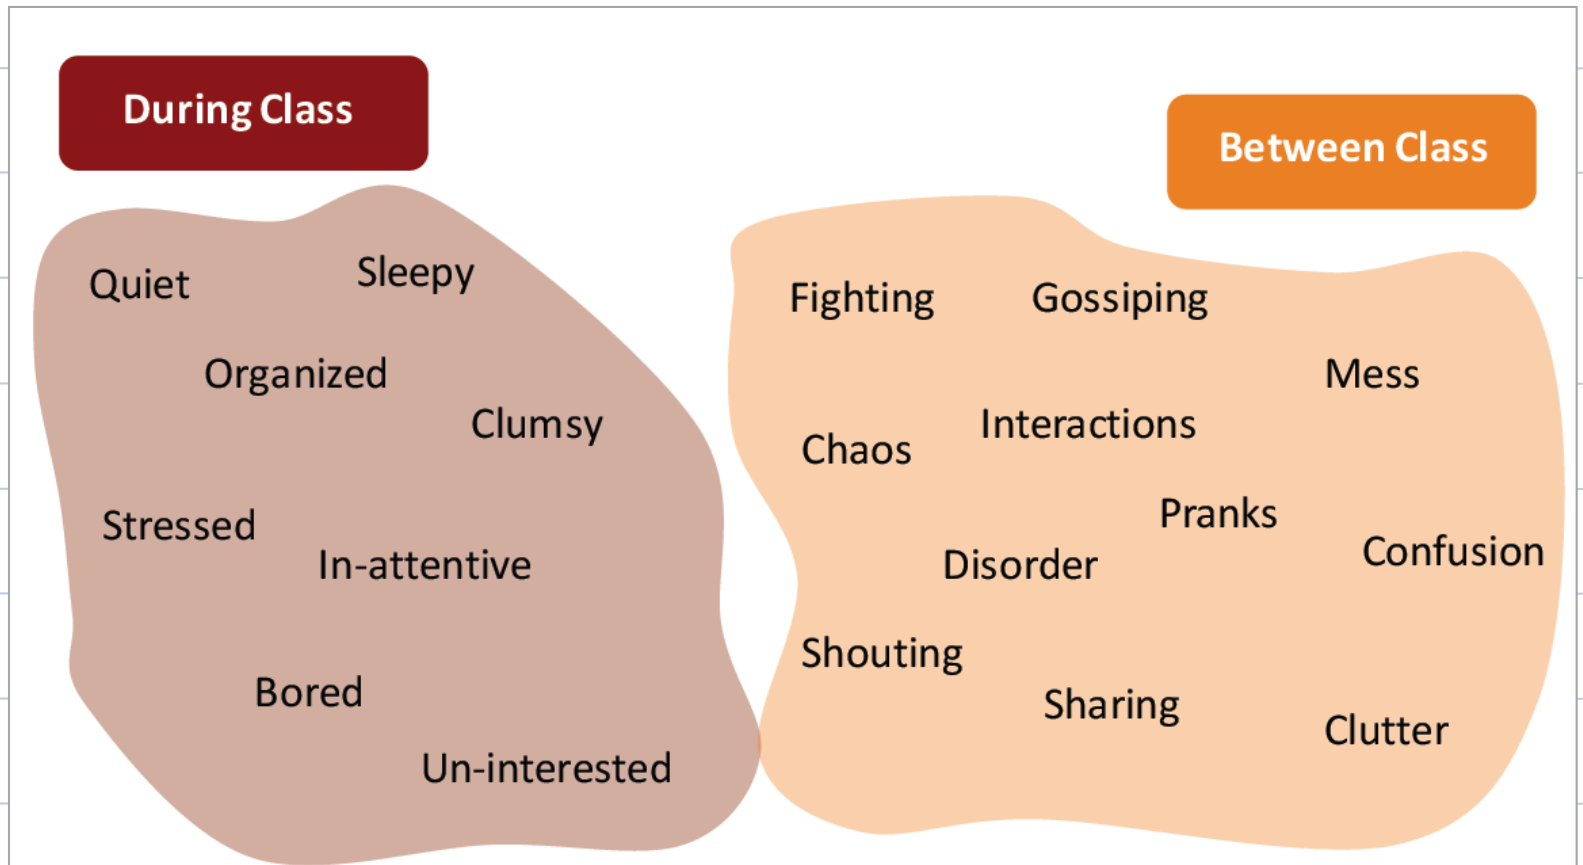 During Class
Between Class
Quiet
Sleepy
Organized
Clumsy
Stressed
In-attentive
Bored
Un-interested
Fighting
Gossiping
Mess
Interactions
Chaos
Pranks
Confusion
Disorder
Shouting
Sharing
Clutter